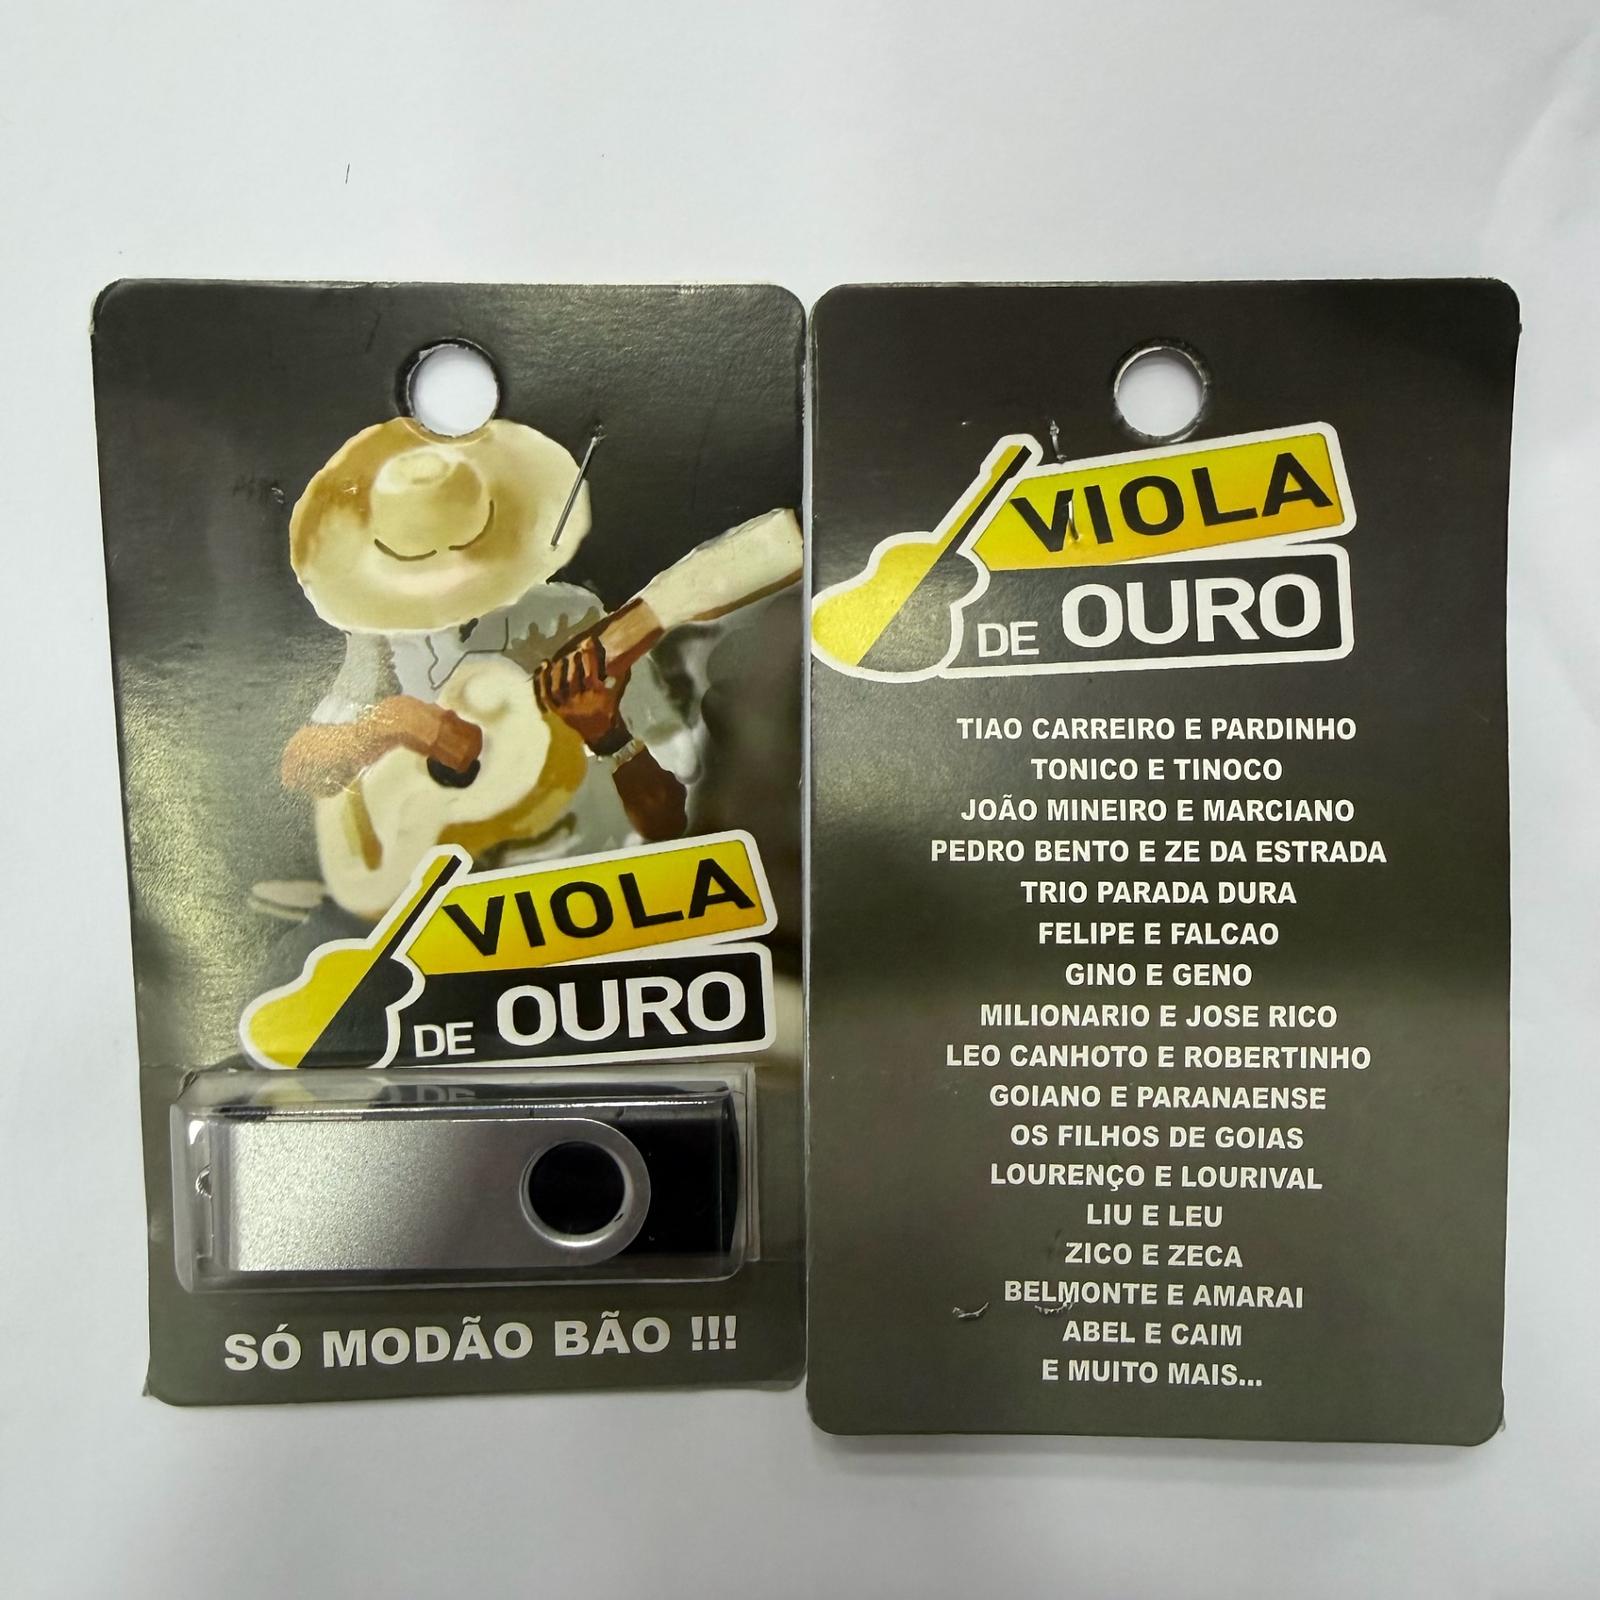 VIOLA
DE OURO
SÓ MODÃO BÃO !!!
VIOLA
DE OURO
TIAO CARREIRO E PARDINHO
TONICO E TINOCO
JOÃO MINEIRO E MARCIANO
PEDRO BENTO E ZE DA ESTRADA
TRIO PARADA DURA
FELIPE E FALCAO
GINO E GENO
MILIONARIO E JOSE RICO
LEO CANHOTO E ROBERTINHO
GOIANO E PARANAENSE
OS FILHOS DE GOIAS
LOURENÇO E LOURIVAL
LIU E LEU
ZICO E ZECA
BELMONTE E AMARAI
ABEL E CAIM
E MUITO MAIS...